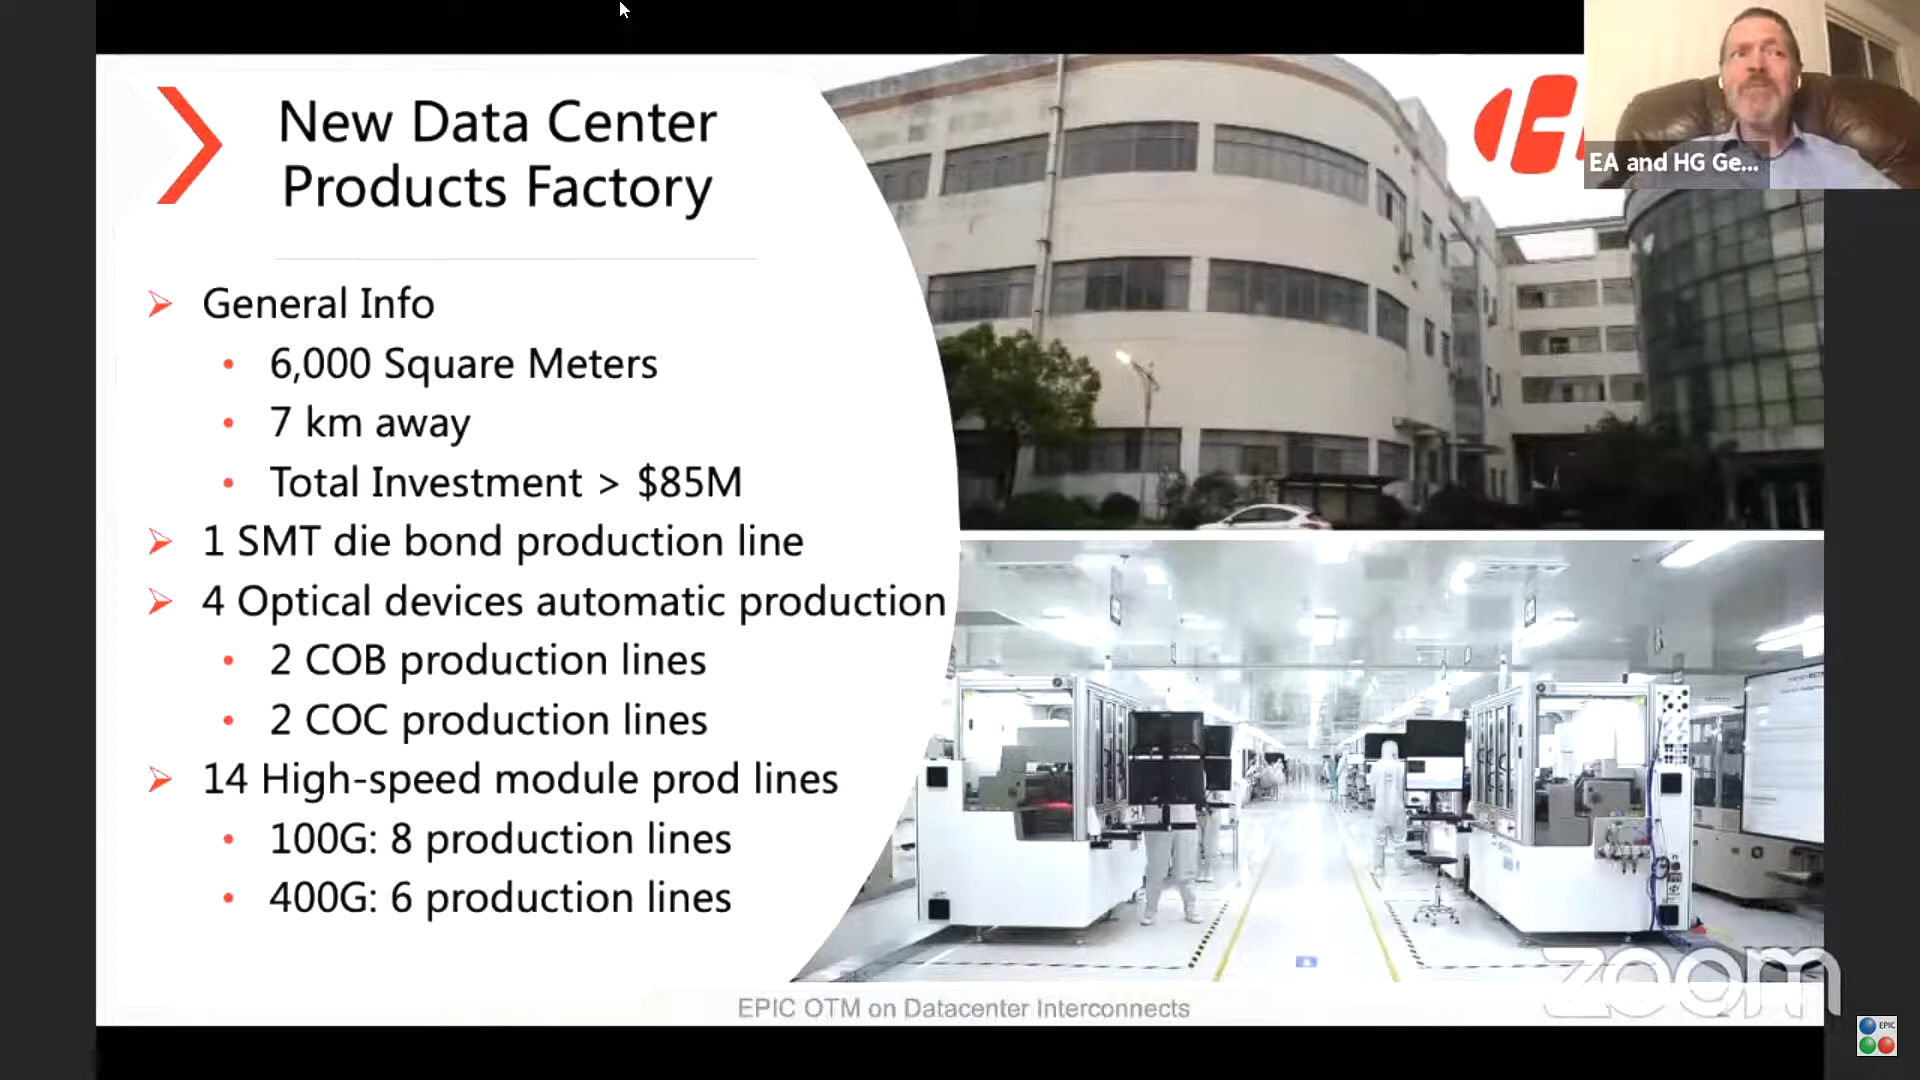 New Data Center
Products Factory
EA and HG Ge...
General Info
6,000 Square Meters
7 km away
Total Investment > $85M
1 SMT die bond production line
4 Optical devices automatic production
2 COB production lines
2 COC production lines
14 High-speed module prod lines
100G: 8 production lines
400G: 6 production lines
EPIC OTM on Datacenter Interconnects
zoom
EPIC